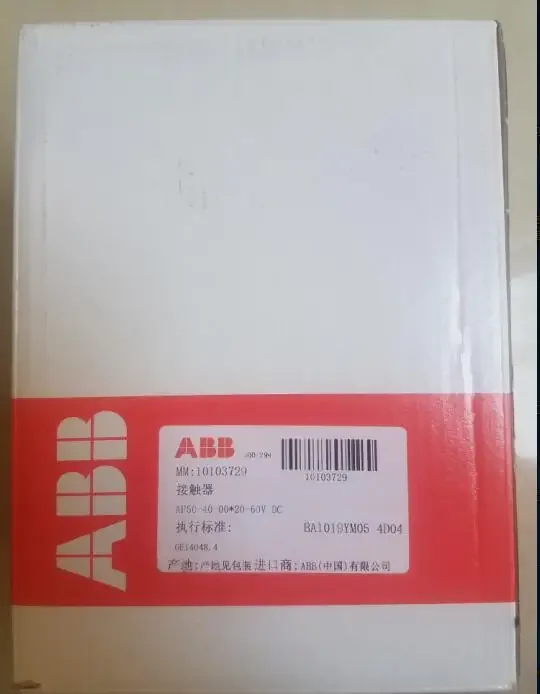 ABB
ABB
MM:10103729
10103729
接触器
AF50-40-00*20-60V DC
执行标准:
BA1019YM05 4D04
GB14048.4
产地:产地见包装 进口商:ABB(中国)有限公司